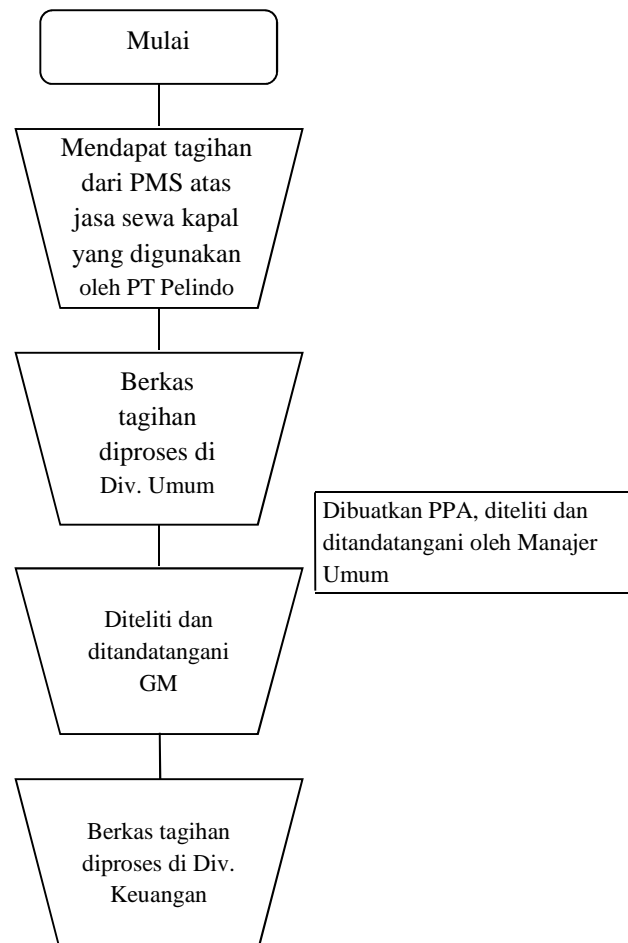 Mulai
Mendapat tagihan
dari PMS atas
jasa sewa kapal
yang digunakan
oleh PT Pelindo
Berkas
tagihan
diproses di
Div. Umum
Dibuatkan PPA, diteliti dan
ditandatangani oleh Manajer
Umum
Diteliti dan
ditandatangani
GM
Berkas tagihan
diproses di Div.
Keuangan